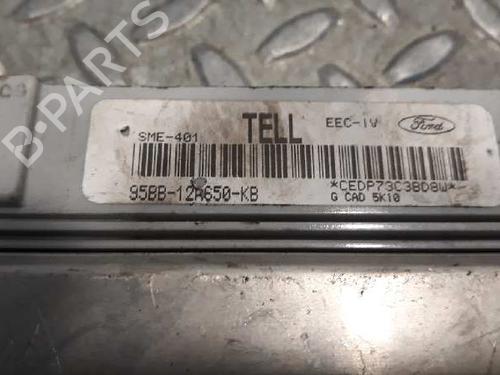 SME-401 TELL EEC-IV Ford
95BB-12A650-KB *CEDP73C3BD8W*
G CAD 5K10
B-PARTS